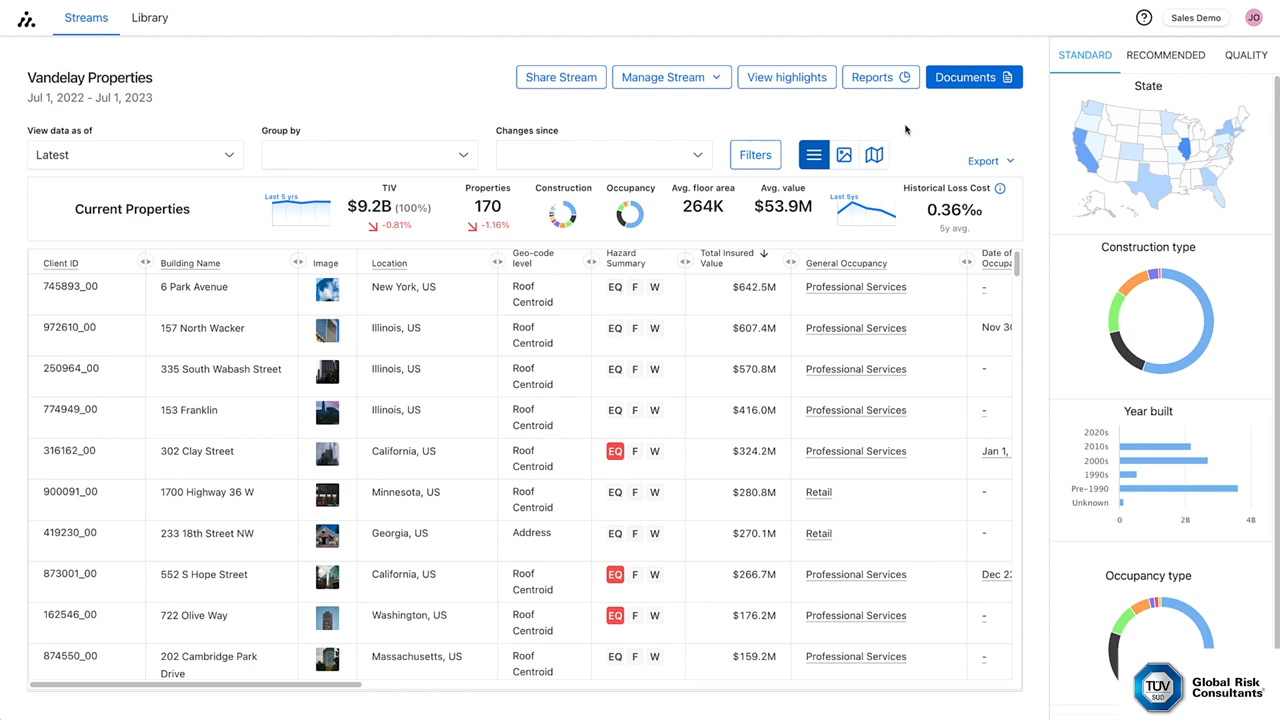 Streams
Library
Sales Demo
JO
Vandelay Properties
Jul 1, 2022 - Jul 1, 2023
Share Stream
Manage Stream
View highlights
Reports
Documents
View data as of
Group by
Changes since
Latest
Filters
Export
Current Properties
Last 5 yrs
TIV
$9.2B (100%)
-0.81%
Properties
170
-1.16%
Construction
Occupancy
Avg. floor area
264K
Avg. value
$53.9M
Last 5ys
Historical Loss Cost
0.36‰
5y avg.
Client ID
Building Name
Image
Location
Geo-code
level
Hazard
Summary
Total Insured
Value
General Occupancy
Date of
Occupa
745893_00 6 Park Avenue New York, US Roof Centroid EQ F W $642.5M Professional Services -
972610_00 157 North Wacker Illinois, US Roof Centroid EQ F W $607.4M Professional Services Nov 30
250964_00 335 South Wabash Street Illinois, US Roof Centroid EQ F W $570.8M Professional Services -
774949_00 153 Franklin Illinois, US Roof Centroid EQ F W $416.0M Professional Services -
316162_00 302 Clay Street California, US Roof Centroid EQ F W $324.2M Professional Services Jan 1,
900091_00 1700 Highway 36 W Minnesota, US Roof Centroid EQ F W $280.8M Retail -
419230_00 233 18th Street NW Georgia, US Address EQ F W $270.1M Retail -
873001_00 552 S Hope Street California, US Roof Centroid EQ F W $266.7M Professional Services Dec 23
162546_00 722 Olive Way Washington, US Roof Centroid EQ F W $176.2M Professional Services -
874550_00 202 Cambridge Park Drive Massachusetts, US Roof Centroid EQ F W $159.2M Professional Services -
STANDARD
RECOMMENDED
QUALITY
State
Construction type
Year built
2020s
2010s
2000s
1990s
Pre-1990
Unknown
0 2B 4B
Occupancy type
TÜV
SÜD
Global Risk
Consultants